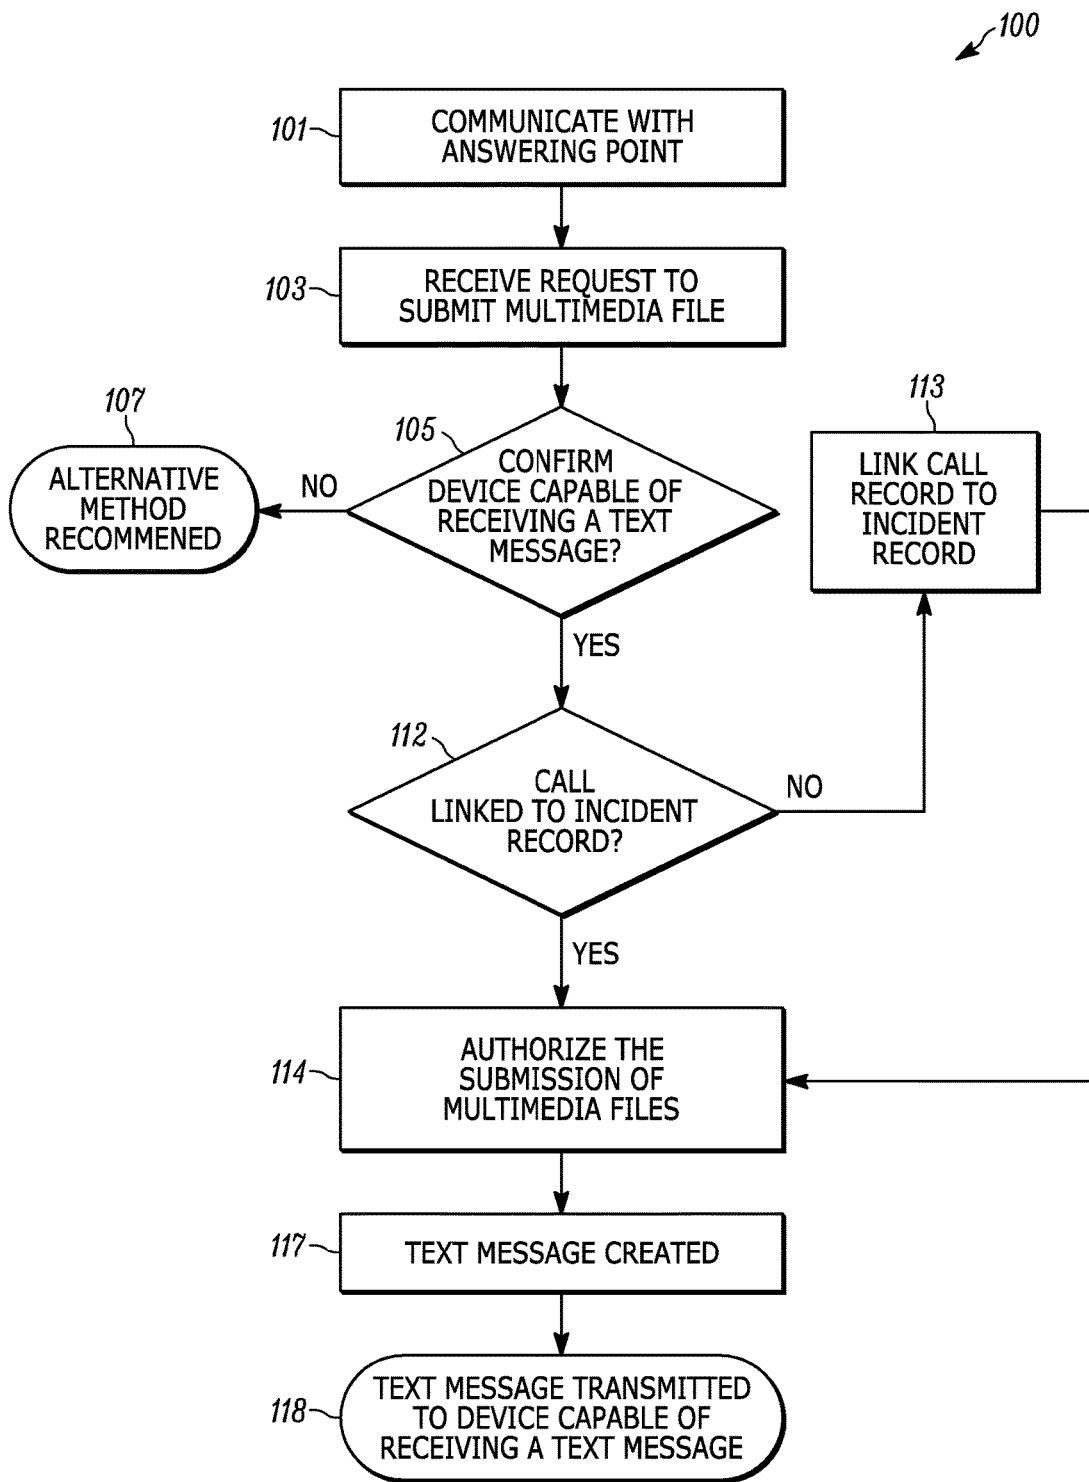 100
101
COMMUNICATE WITH
ANSWERING POINT
103
RECEIVE REQUEST TO
SUBMIT MULTIMEDIA FILE
107
ALTERNATIVE
METHOD
RECOMMENED
NO
105
CONFIRM
DEVICE CAPABLE OF
RECEIVING A TEXT
MESSAGE?
113
LINK CALL
RECORD TO
INCIDENT
RECORD
YES
112
CALL
LINKED TO INCIDENT
RECORD?
NO
YES
114
AUTHORIZE THE
SUBMISSION OF
MULTIMEDIA FILES
117
TEXT MESSAGE CREATED
118
TEXT MESSAGE TRANSMITTED
TO DEVICE CAPABLE OF
RECEIVING A TEXT MESSAGE